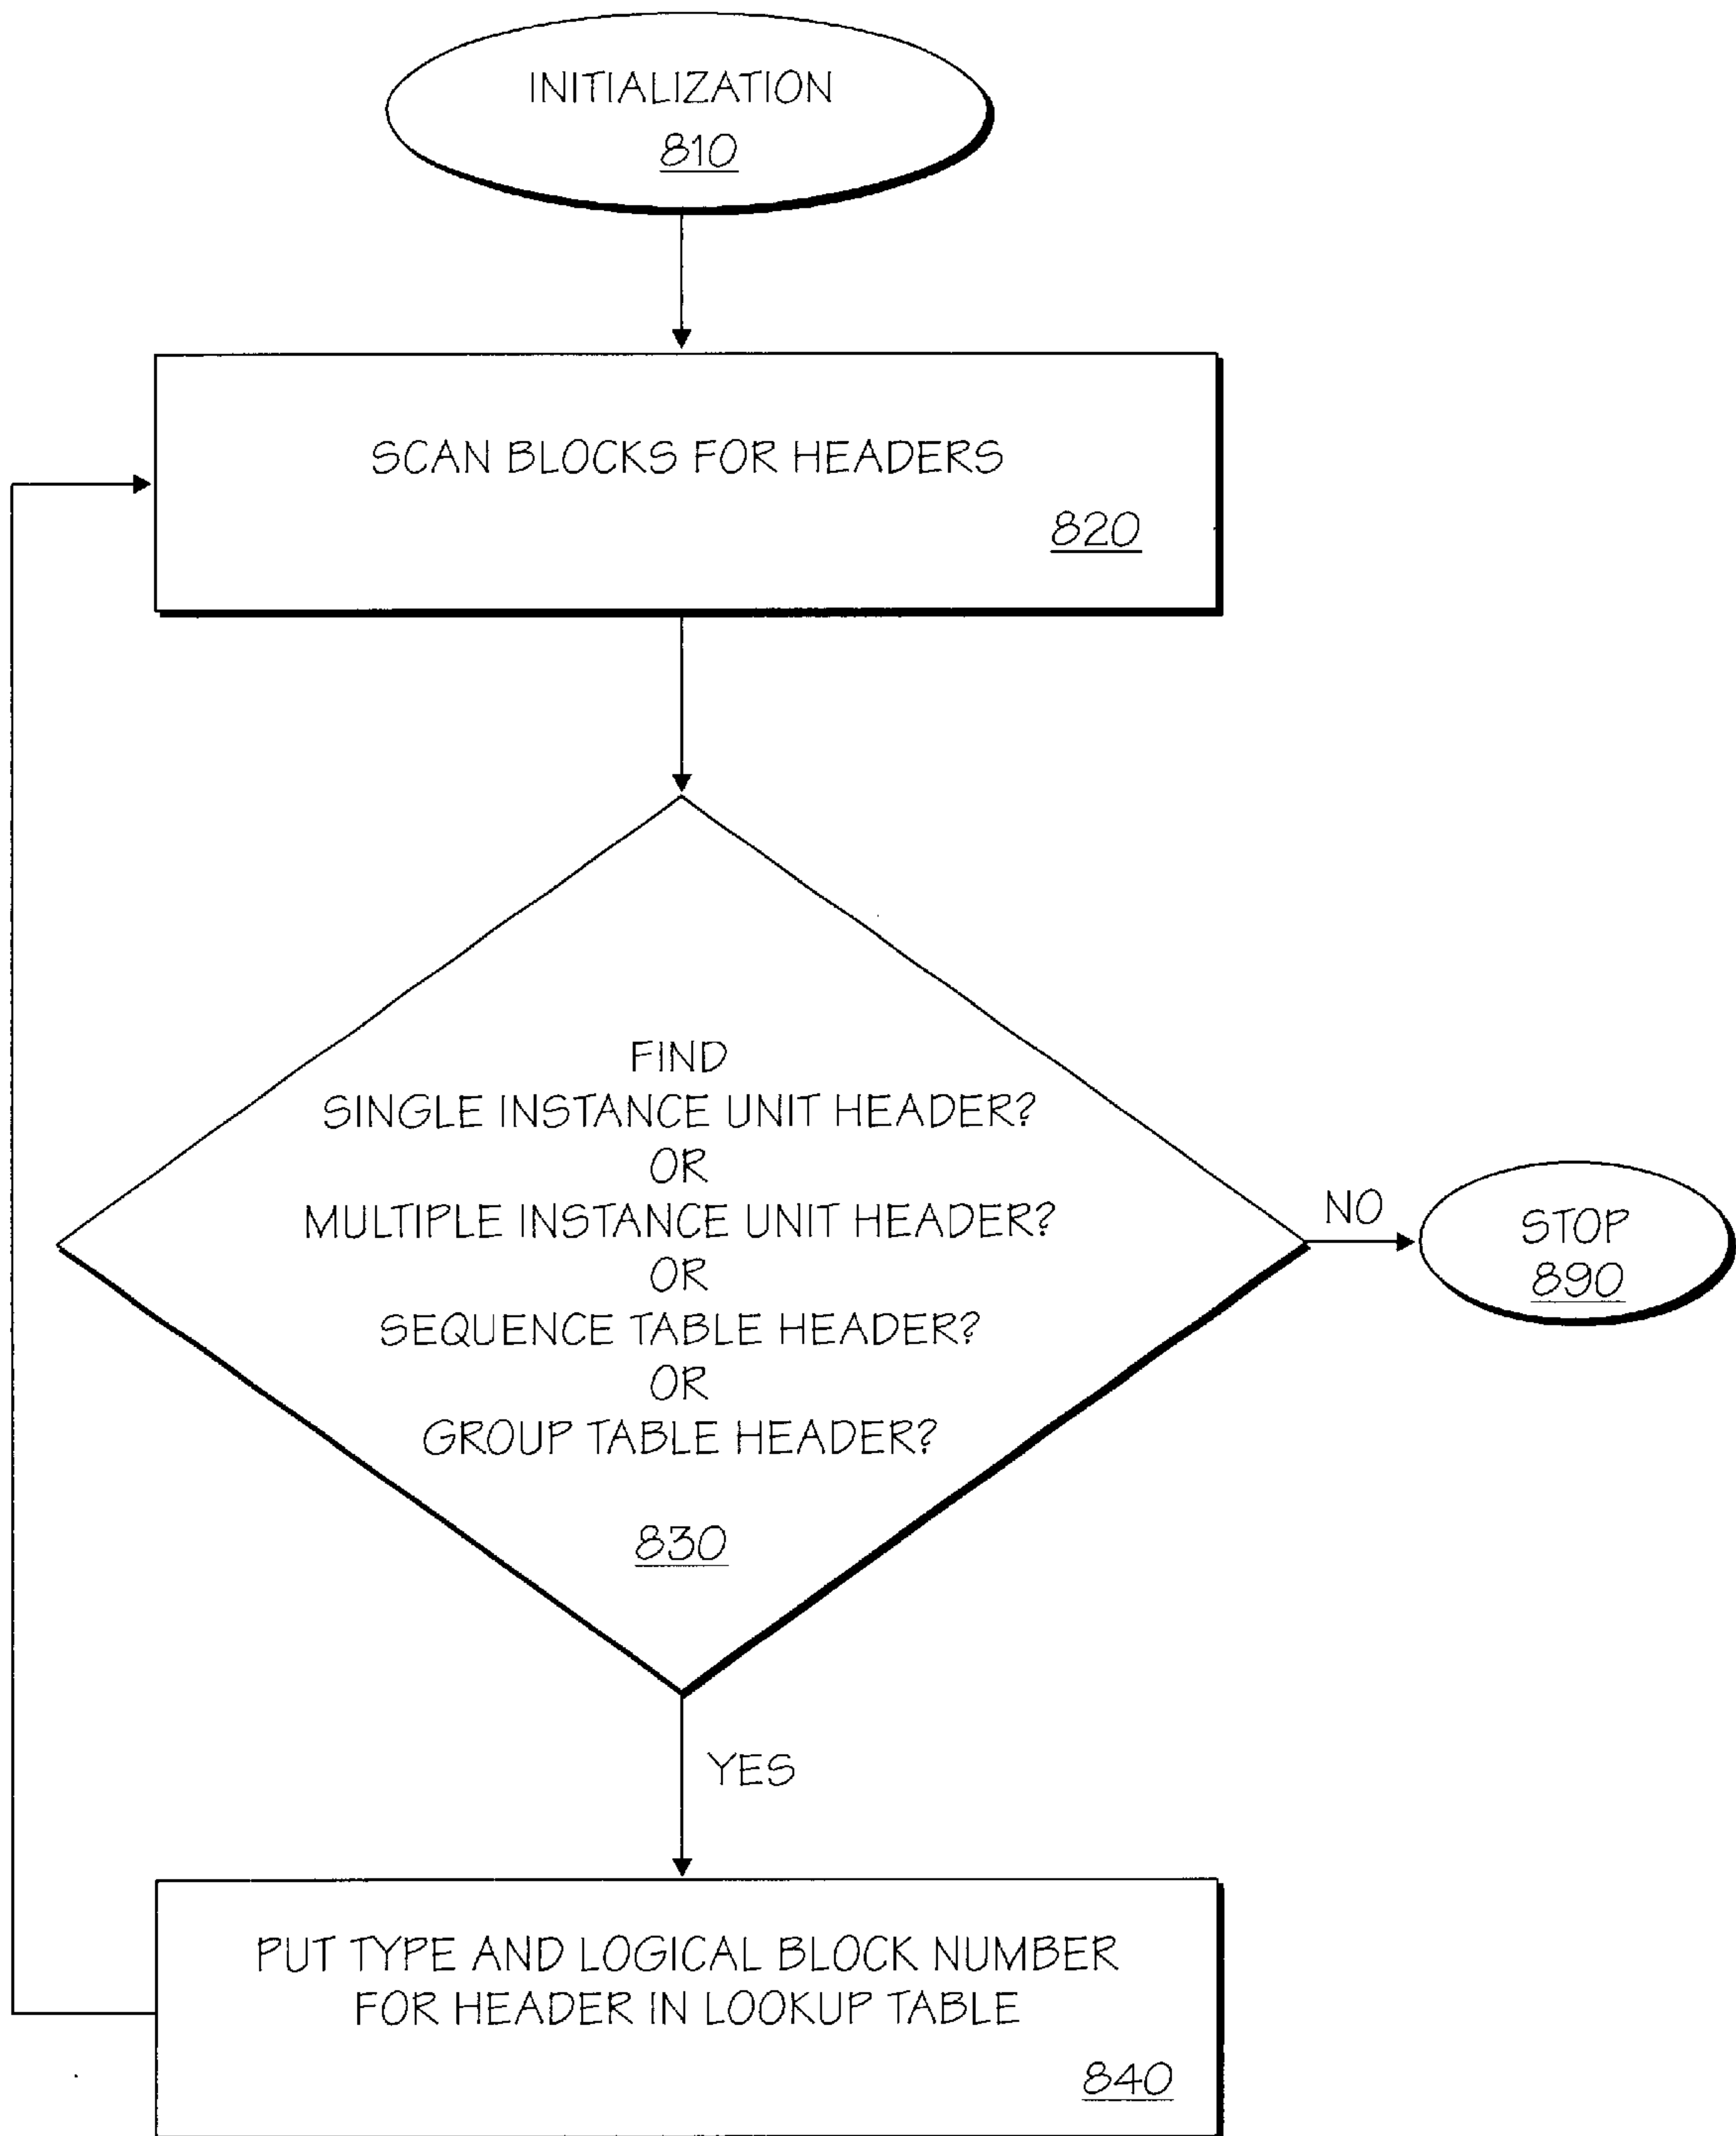 INITIALIZATION
810
SCAN BLOCKS FOR HEADERS
820
FIND
SINGLE INSTANCE UNIT HEADER?
OR
MULTIPLE INSTANCE UNIT HEADER?
OR
SEQUENCE TABLE HEADER?
OR
GROUP TABLE HEADER?
830
NO
STOP
890
YES
PUT TYPE AND LOGICAL BLOCK NUMBER
FOR HEADER IN LOOKUP TABLE
840